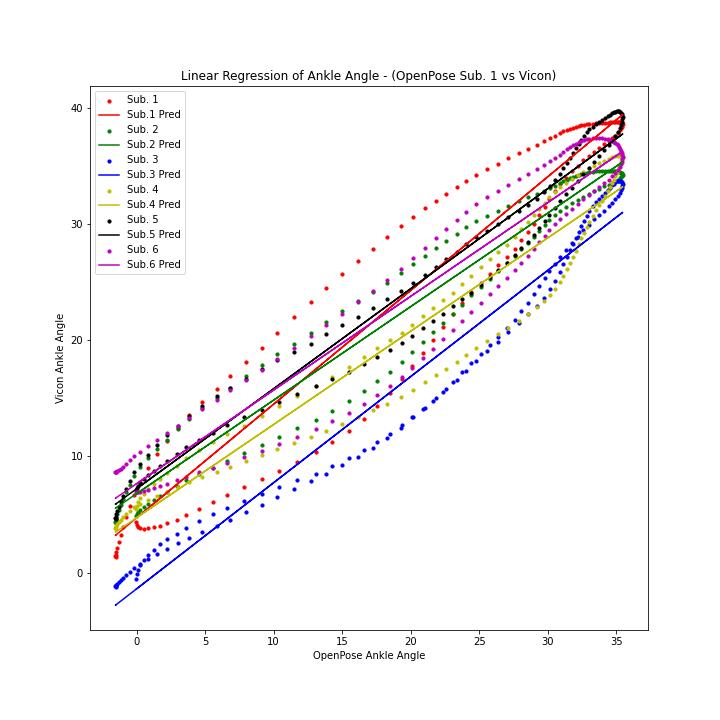 Linear Regression of Ankle Angle - (OpenPose Sub. 1 vs Vicon)
Sub. 1
Sub.1 Pred
Sub. 2
Sub.2 Pred
Sub. 3
Sub.3 Pred
Sub. 4
Sub.4 Pred
Sub. 5
Sub.5 Pred
Sub. 6
Sub.6 Pred
Vicon Ankle Angle
40
30
20
10
0
0 5 10 15 20 25 30 35
OpenPose Ankle Angle